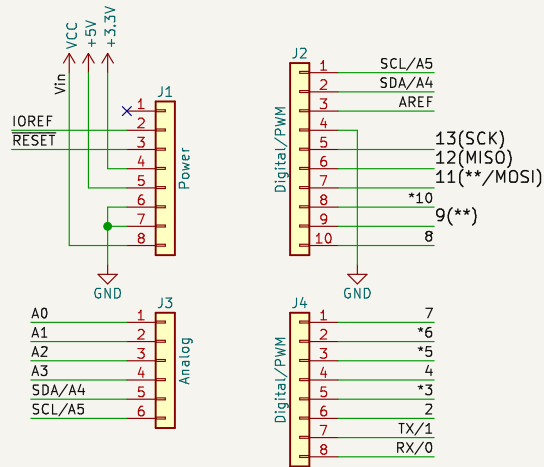 VCC
+5V
+3.3V
Vin
J1
1
IOREF
2
RESET
3
4
5
6
7
8
Power
GND
J2
1
SCL/A5
2
SDA/A4
3
AREF
4
5
13(SCK)
6
12(MISO)
7
11(**/MOSI)
8
*10
9
9(**)
10
8
Digital/PWM
GND
J3
A0
1
A1
2
A2
3
A3
4
SDA/A4
5
SCL/A5
6
Analog
J4
1
7
2
*6
3
*5
4
4
5
*3
6
2
7
TX/1
8
RX/0
Digital/PWM